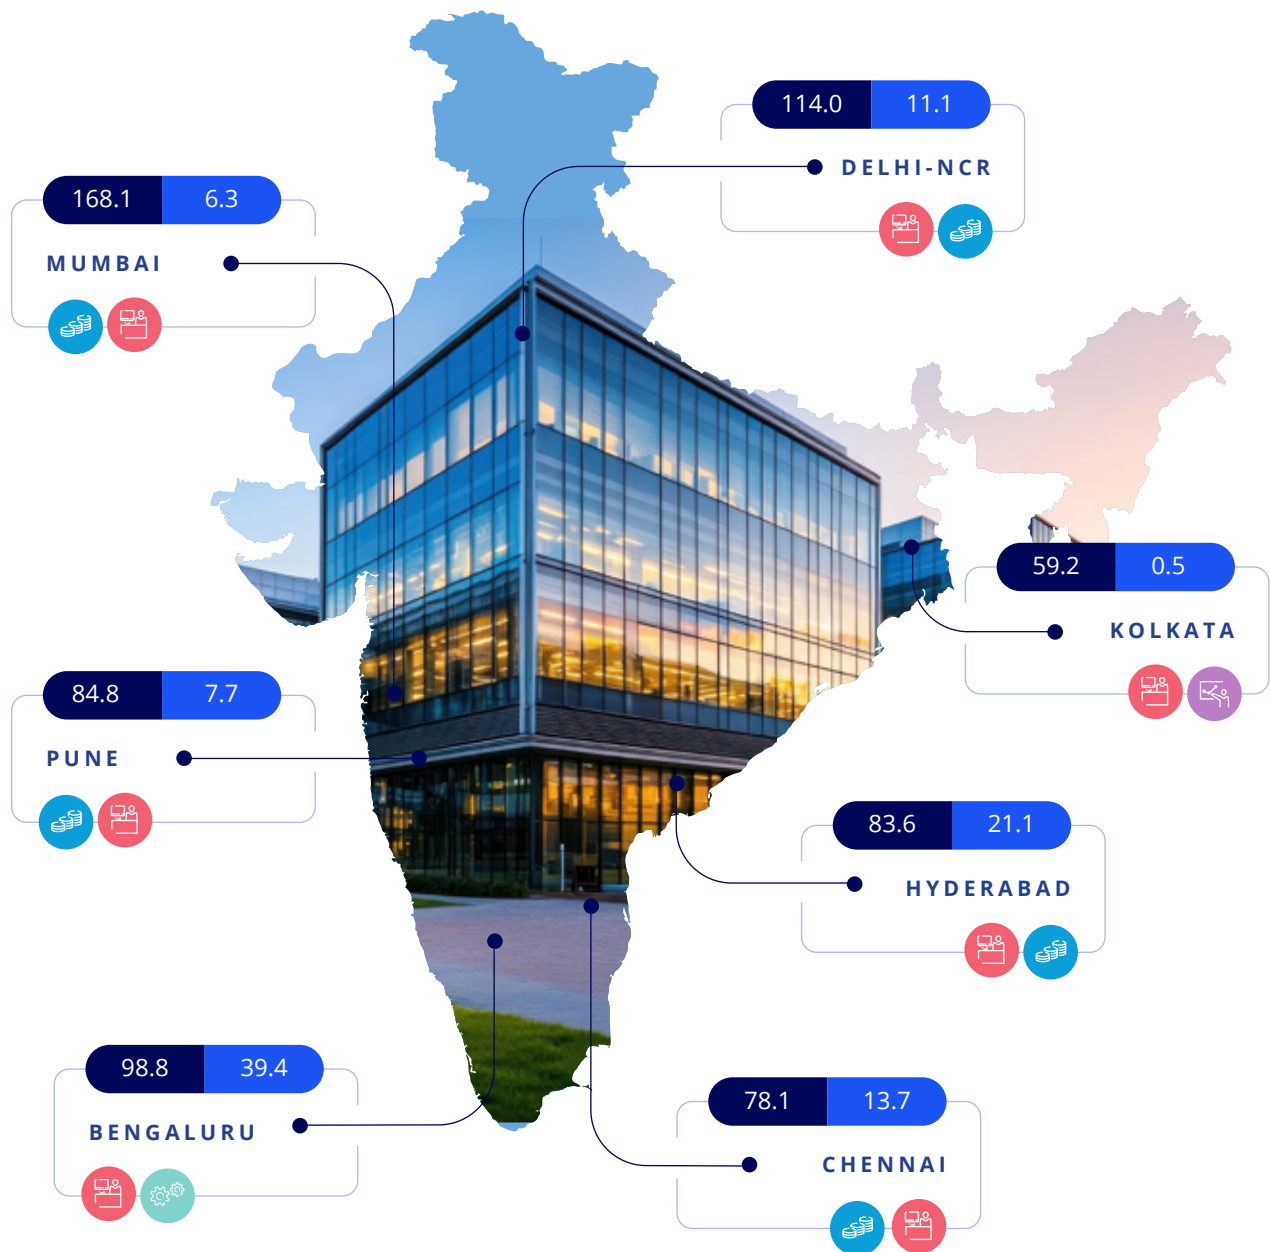 114.0 11.1
DELHI-NCR
168.1 6.3
MUMBAI
59.2 0.5
KOLKATA
84.8 7.7
PUNE
83.6 21.1
HYDERABAD
98.8 39.4
BENGALURU
78.1 13.7
CHENNAI